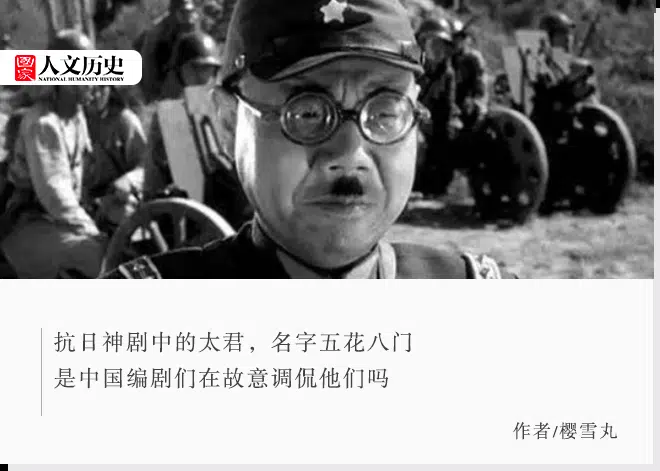 國家人文历史
NATIONAL HUMANITY HISTORY
抗日神剧中的太君，名字五花八门
是中国编剧们在故意调侃他们吗
作者/樱雪丸